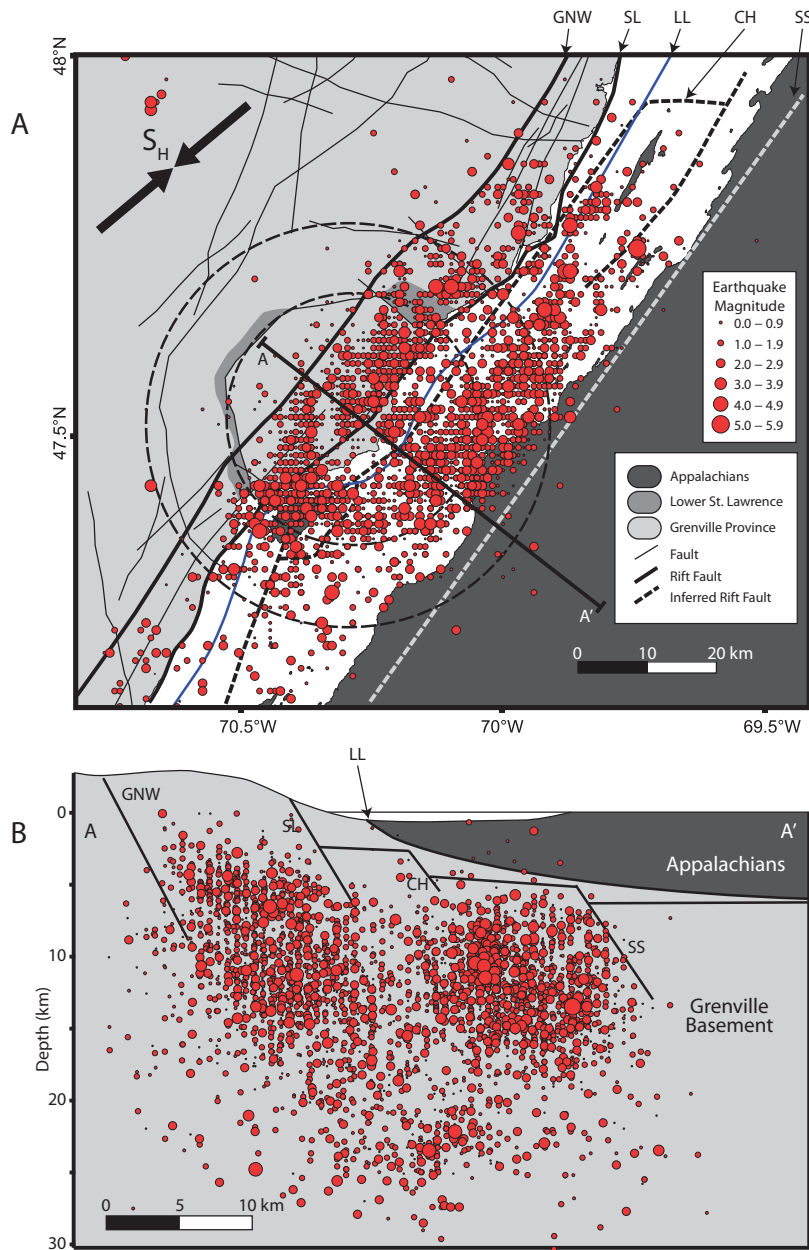 GNW SL LL CH SS
48°N
A
S_H
A
Earthquake
Magnitude
0.0 – 0.9
1.0 – 1.9
2.0 – 2.9
3.0 – 3.9
4.0 – 4.9
5.0 – 5.9
47.5°N
Appalachians
Lower St. Lawrence
Grenville Province
Fault
Rift Fault
Inferred Rift Fault
A'
0 10 20 km
70.5°W 70°W 69.5°W
LL
GNW
0
B
A
SL
A'
Appalachians
CH
10
SS
Grenville
Basement
Depth (km)
20
0 5 10 km
30